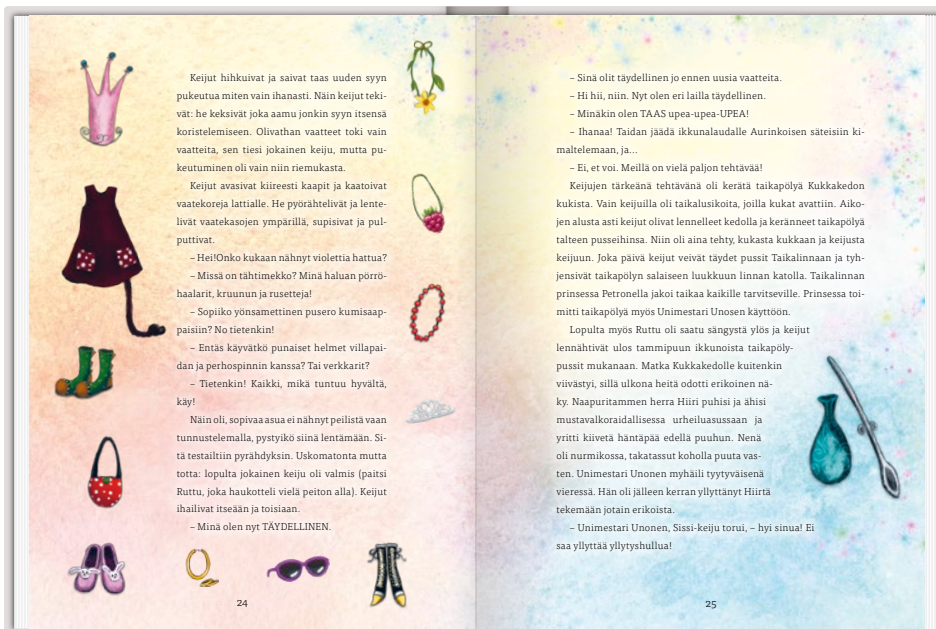 Keijut hihkuivat ja saivat taas uuden syyn
pukeutua miten vain ihanasti. Näin keijut teki-
vät: he keksivät joka aamu jonkin syyn itsensä
koristelemiseen. Olivathan vaatteet toki vain
vaatteita, sen tiesi jokainen keiju, mutta pu-
keutuminen oli vain niin riemukasta.
Keijut avasivat kiireesti kaapit ja kaatoivat
vaatekoreja lattialle. He pyörähtelivät ja lente-
livät vaatekasojen ympärillä, supisivat ja pul-
puttivat.
– Hei!Onko kukaan nähnyt violettia hattua?
– Missä on tähtimekko? Minä haluan pörrö-
haalarit, kruunun ja rusetteja!
– Sopiiko yönsamettinen pusero kumisaap-
paisiin? No tietenkin!
– Entäs käyvätkö punaiset helmet villapai-
dan ja perhospinnin kanssa? Tai verkkarit?
– Tietenkin! Kaikki, mikä tuntuu hyvältä,
käy!
Näin oli, sopivaa asua ei nähnyt peilistä vaan
tunnustelemalla, pystyikö siinä lentämään. Si-
tä testailtiin pyrähdyksin. Uskomatonta mutta
totta: lopulta jokainen keiju oli valmis (paitsi
Ruttu, joka haukotteli vielä peiton alla). Keijut
ihailivat itseään ja toisiaan.
– Minä olen nyt TÄYDELLINEN.
24
– Sinä olit täydellinen jo ennen uusia vaatteita.
– Hi hii, niin. Nyt olen eri lailla täydellinen.
– Minäkin olen TAAS upea-upea-UPEA!
– Ihanaa! Taidan jäädä ikkunalaudalle Aurinkoisen säteisiin ki-
maltelemaan, ja...
– Ei, et voi. Meillä on vielä paljon tehtävää!
Keijujen tärkeänä tehtävänä oli kerätä taikapölyä Kukkakedon
kukista. Vain keijuilla oli taikalusikoita, joilla kukat avattiin. Aiko-
jen alusta asti keijut olivat lennelleet kedolla ja keränneet taikapölyä
talteen pusseihinsa. Niin oli aina tehty, kukasta kukkaan ja keijusta
keijuun. Joka päivä keijut veivät täydet pussit Taikalinnaan ja tyh-
jensivät taikapölyn salaiseen luukkuun linnan katolla. Taikalinnan
prinsessa Petronella jakoi taikaa kaikille tarvitseville. Prinsessa toi-
mitti taikapölyä myös Unimestari Unosen käyttöön.
Lopulta myös Ruttu oli saatu sängystä ylös ja keijut
lennähtivät ulos tammipuun ikkunoista taikapöly-
pussit mukanaan. Matka Kukkakedolle kuitenkin
viivästyi, sillä ulkona heitä odotti erikoinen nä-
ky. Naapuritammen herra Hiiri puhisi ja ähisi
mustavalkoraidallisessa urheiluasussaan ja
yritti kiivetä häntäpää edellä puuhun. Nenä
oli nurmikossa, takatassut koholla puuta vas-
ten. Unimestari Unonen myhäili tyytyväisenä
vieressä. Hän oli jälleen kerran yllyttänyt Hiirtä
tekemään jotain erikoista.
– Unimestari Unonen, Sissi-keiju torui, – hyi sinua! Ei
saa yllyttää yllytyshullua!
25